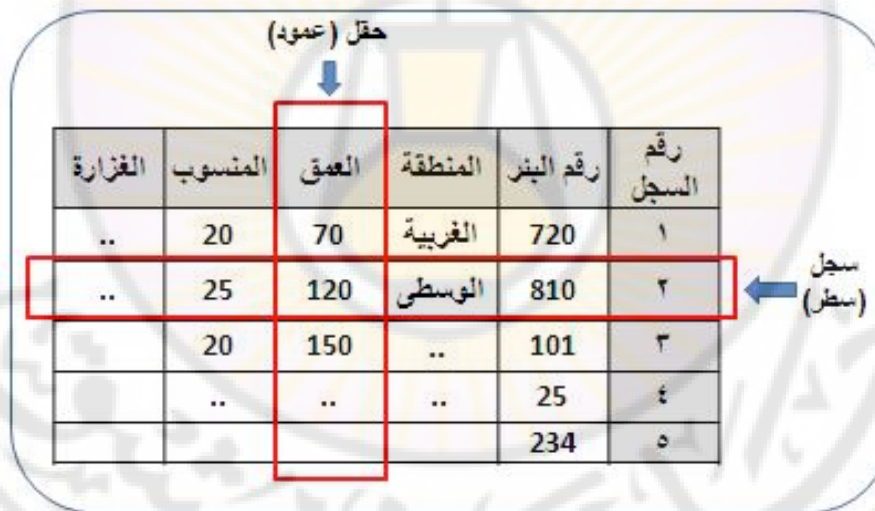 حقل (عمود)
رقم السجل رقم البئر المنطقة العمق المنسوب الغزارة
١ 720 الغربية 70 20 ..
٢ 810 الوسطى 120 25 ..
٣ 101 .. 150 20
٤ 25 .. .. ..
٥ 234
سجل
(سطر)